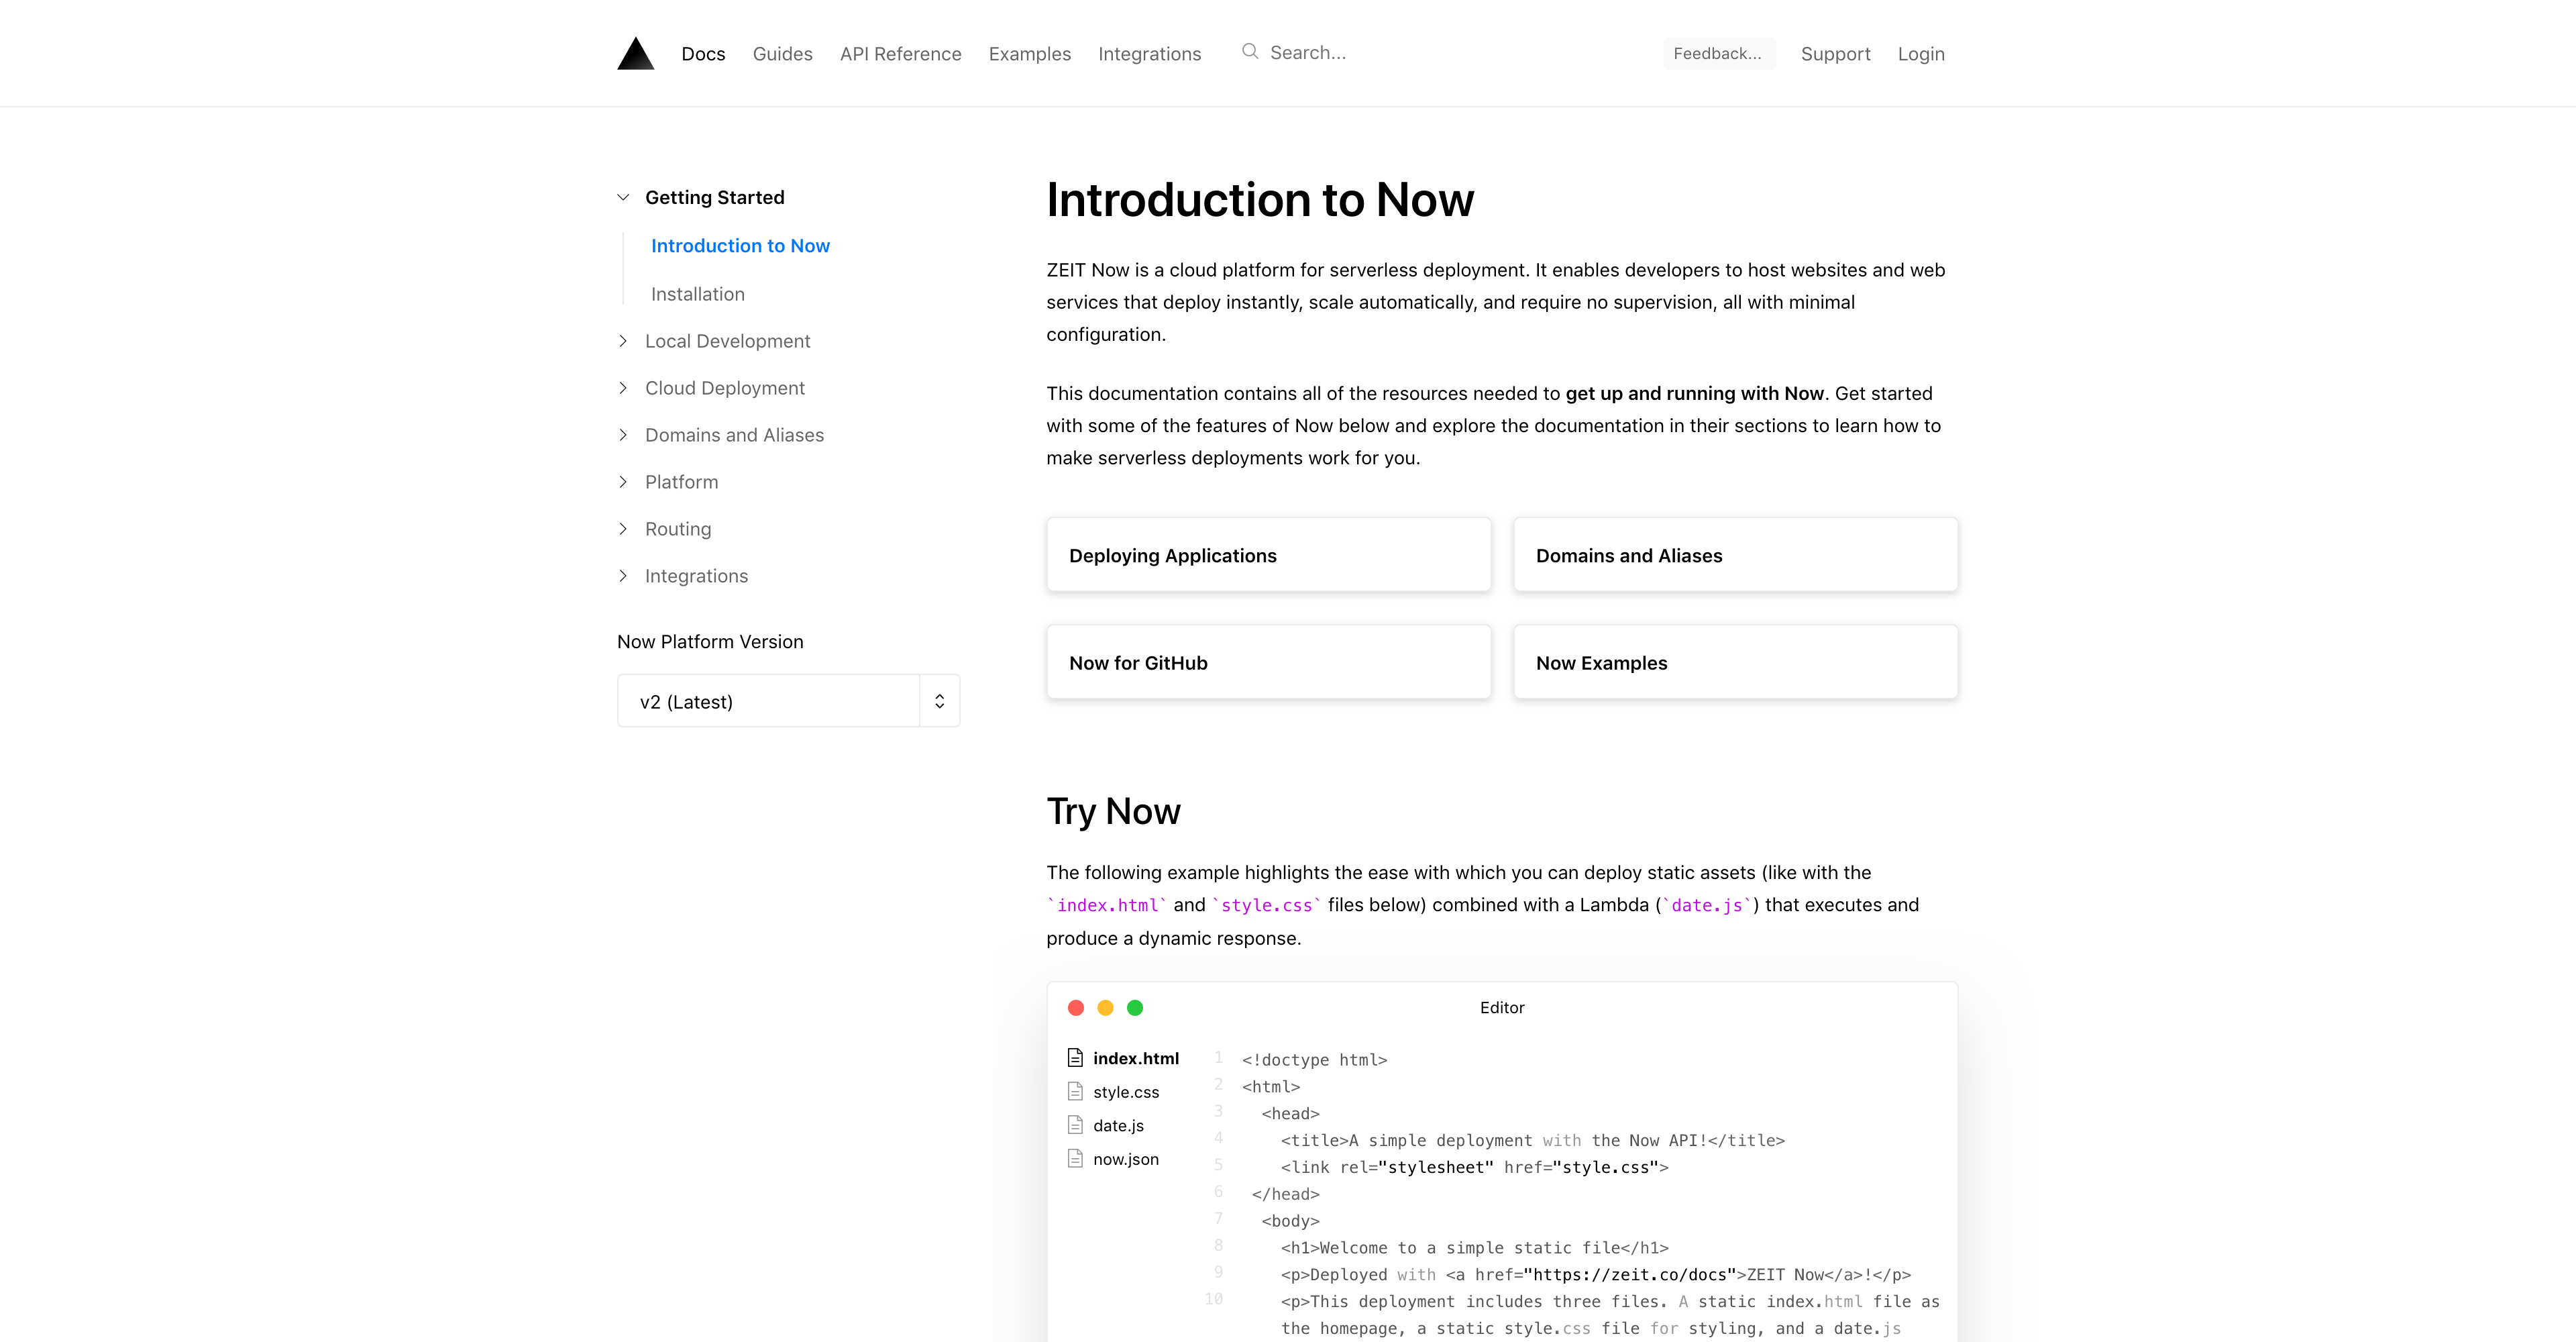 Docs Guides API Reference Examples Integrations Search... Feedback... Support Login
Getting Started
Introduction to Now
Installation
Local Development
Cloud Deployment
Domains and Aliases
Platform
Routing
Integrations
Now Platform Version
v2 (Latest)
Introduction to Now
ZEIT Now is a cloud platform for serverless deployment. It enables developers to host websites and web
services that deploy instantly, scale automatically, and require no supervision, all with minimal
configuration.
This documentation contains all of the resources needed to get up and running with Now. Get started
with some of the features of Now below and explore the documentation in their sections to learn how to
make serverless deployments work for you.
Deploying Applications
Domains and Aliases
Now for GitHub
Now Examples
Try Now
The following example highlights the ease with which you can deploy static assets (like with the
`index.html` and `style.css` files below) combined with a Lambda (`date.js`) that executes and
produce a dynamic response.
Editor
index.html
style.css
date.js
now.json
1 <!doctype html>
2 <html>
3   <head>
4     <title>A simple deployment with the Now API!</title>
5     <link rel="stylesheet" href="style.css">
6  </head>
7   <body>
8     <h1>Welcome to a simple static file</h1>
9     <p>Deployed with <a href="https://zeit.co/docs">ZEIT Now</a>!</p>
10     <p>This deployment includes three files. A static index.html file as
the homepage, a static style.css file for styling, and a date.js